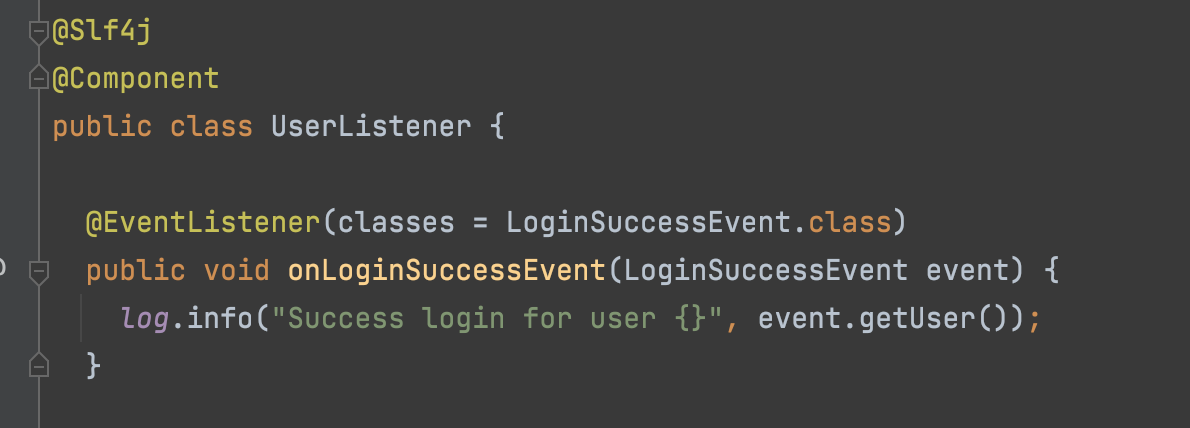 @Slf4j
@Component
public class UserListener {
@EventListener(classes = LoginSuccessEvent.class)
public void onLoginSuccessEvent(LoginSuccessEvent event) {
log.info("Success login for user {}", event.getUser());
}